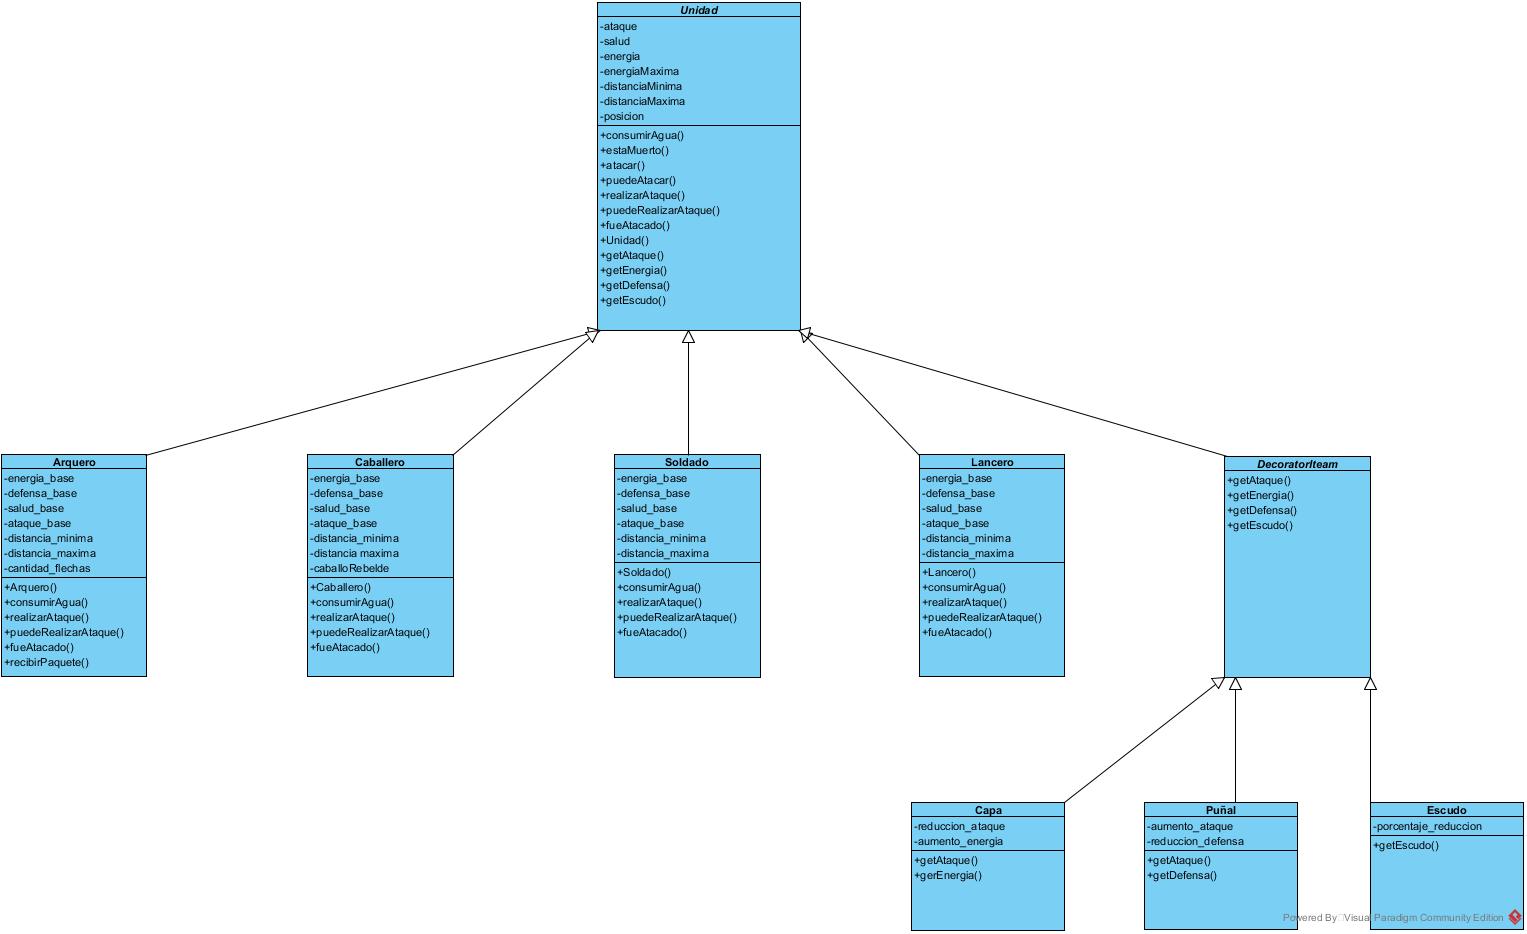 Unidad
-ataque
-salud
-energia
-energiaMaxima
-distanciaMinima
-distanciaMaxima
-posicion
+consumirAgua()
+estaMuerto()
+atacar()
+puedeAtacar()
+realizarAtaque()
+puedeRealizarAtaque()
+fueAtacado()
+Unidad()
+getAtaque()
+getEnergia()
+getDefensa()
+getEscudo()
Arquero
-energia_base
-defensa_base
-salud_base
-ataque_base
-distancia_minima
-distancia_maxima
-cantidad_flechas
+Arquero()
+consumirAgua()
+realizarAtaque()
+puedeRealizarAtaque()
+fueAtacado()
+recibirPaquete()
Caballero
-energia_base
-defensa_base
-salud_base
-ataque_base
-distancia_minima
-distancia maxima
-caballoRebelde
+Caballero()
+consumirAgua()
+realizarAtaque()
+puedeRealizarAtaque()
+fueAtacado()
Soldado
-energia_base
-defensa_base
-salud_base
-ataque_base
-distancia_minima
-distancia_maxima
+Soldado()
+consumirAgua()
+realizarAtaque()
+puedeRealizarAtaque()
+fueAtacado()
Lancero
-energia_base
-defensa_base
-salud_base
-ataque_base
-distancia_minima
-distancia_maxima
+Lancero()
+consumirAgua()
+realizarAtaque()
+puedeRealizarAtaque()
+fueAtacado()
DecoratorIteam
+getAtaque()
+getEnergia()
+getDefensa()
+getEscudo()
Capa
-reduccion_ataque
-aumento_energia
+getAtaque()
+gerEnergia()
Puñal
-aumento_ataque
-reduccion_defensa
+getAtaque()
+getDefensa()
Escudo
-porcentaje_reduccion
+getEscudo()
Powered By Visual Paradigm Community Edition